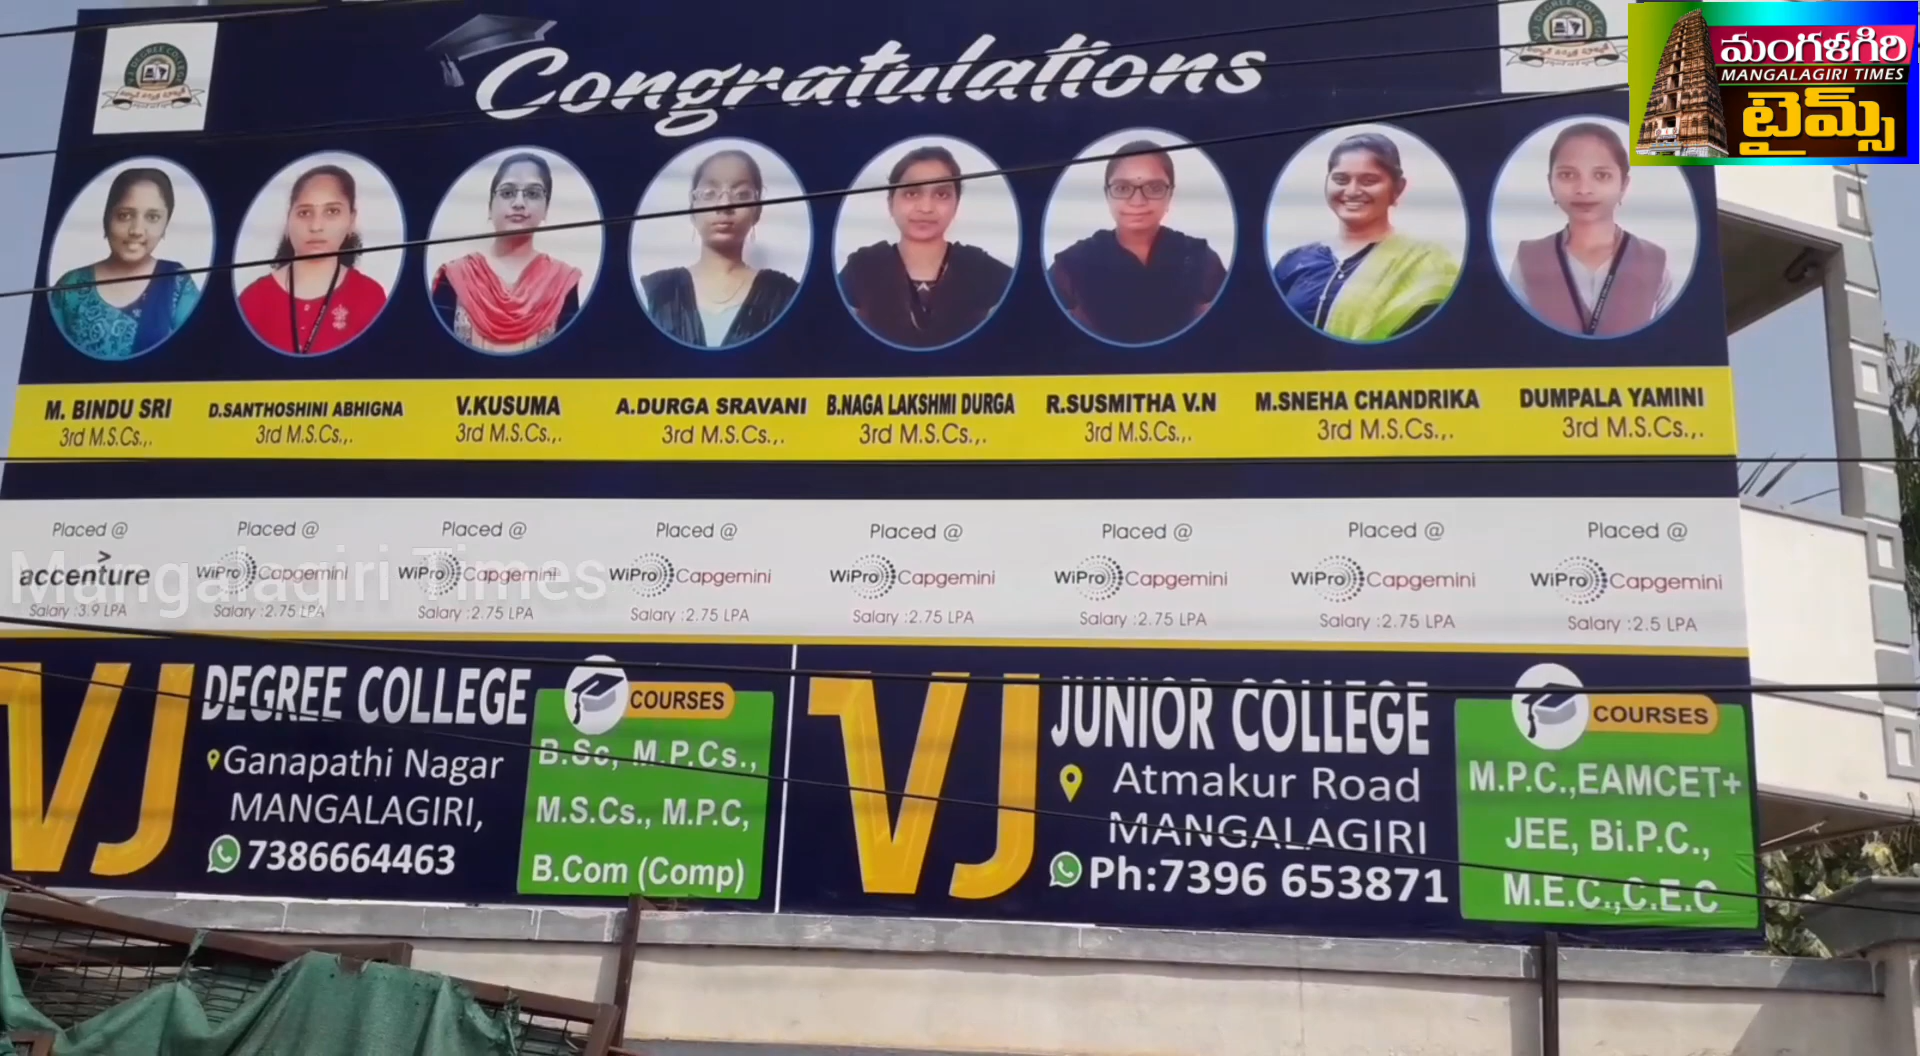 Congratulations
మంగళగిరి
MANGALAGIRI TIMES
టైమ్స్
M. BINDU SRI
3rd M.S.Cs.,.
D.SANTHOSHINI ABHIGNA
3rd M.S.Cs.,.
V.KUSUMA
3rd M.S.Cs.,.
A.DURGA SRAVANI
3rd M.S.Cs.,.
B.NAGA LAKSHMI DURGA
3rd M.S.Cs.,.
R.SUSMITHA V.N
3rd M.S.Cs.,.
M.SNEHA CHANDRIKA
3rd M.S.Cs.,.
DUMPALA YAMINI
3rd M.S.Cs.,.
Placed @
accenture
Salary :3.9 LPA
Placed @
WiPro Capgemini
Salary :2.75 LPA
Placed @
WiPro Capgemini
Salary :2.75 LPA
Placed @
WiPro Capgemini
Salary :2.75 LPA
Placed @
WiPro Capgemini
Salary :2.75 LPA
Placed @
WiPro Capgemini
Salary :2.75 LPA
Placed @
WiPro Capgemini
Salary :2.75 LPA
Placed @
WiPro Capgemini
Salary :2.5 LPA
Mangalagiri Times
VJ DEGREE COLLEGE
Ganapathi Nagar
MANGALAGIRI,
7386664463
COURSES
B.Sc, M.P.Cs.,
M.S.Cs., M.P.C,
B.Com (Comp)
VJ JUNIOR COLLEGE
Atmakur Road
MANGALAGIRI
Ph:7396 653871
COURSES
M.P.C.,EAMCET+
JEE, Bi.P.C.,
M.E.C.,C.E.C